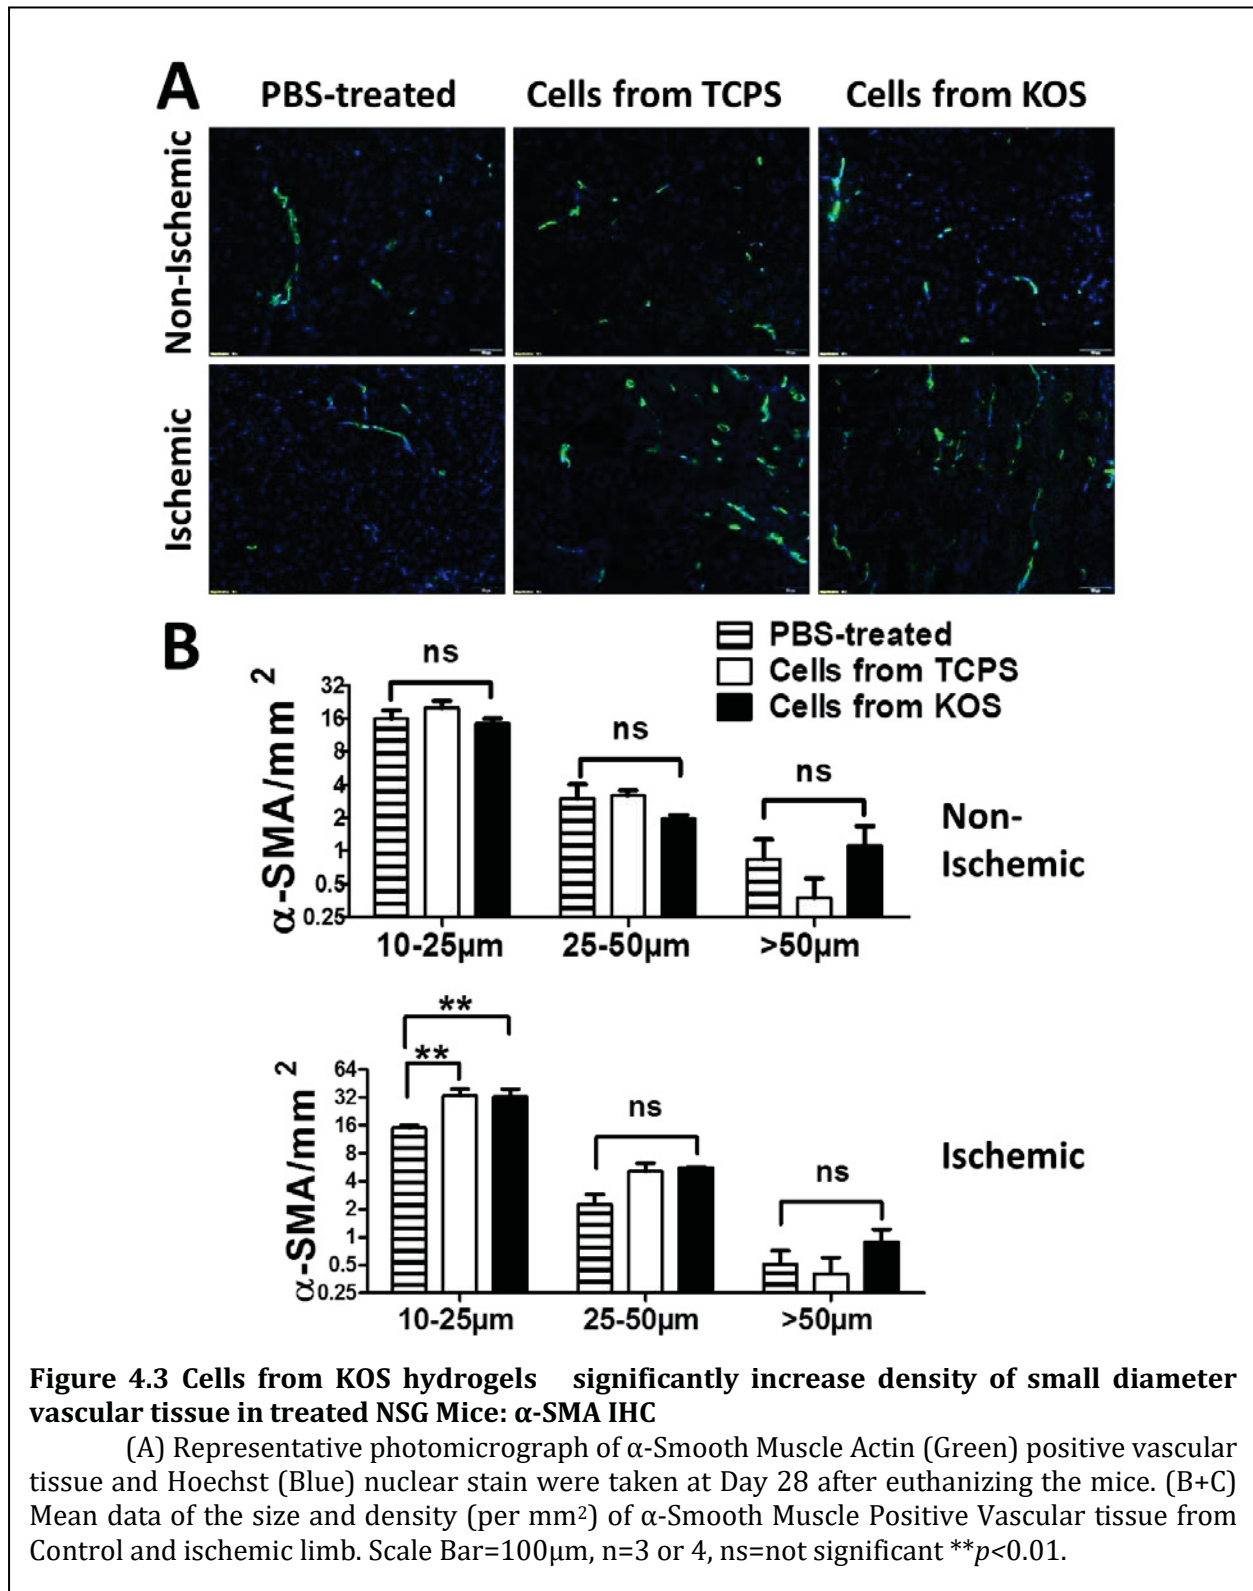 A
PBS-treated
Cells from TCPS
Cells from KOS
Non-Ischemic
Ischemic
B
PBS-treated
Cells from TCPS
Cells from KOS
α-SMA/mm 2
32
16
8
4
2
1
0.5
0.25
ns
ns
ns
10-25µm
25-50µm
>50µm
Non-
Ischemic
α-SMA/mm 2
64
32
16
8
4
2
1
0.5
0.25
**
**
ns
ns
10-25µm
25-50µm
>50µm
Ischemic
Figure 4.3 Cells from KOS hydrogels significantly increase density of small diameter
vascular tissue in treated NSG Mice: α-SMA IHC
(A) Representative photomicrograph of α-Smooth Muscle Actin (Green) positive vascular
tissue and Hoechst (Blue) nuclear stain were taken at Day 28 after euthanizing the mice. (B+C)
Mean data of the size and density (per mm²) of α-Smooth Muscle Positive Vascular tissue from
Control and ischemic limb. Scale Bar=100µm, n=3 or 4, ns=not significant **p<0.01.